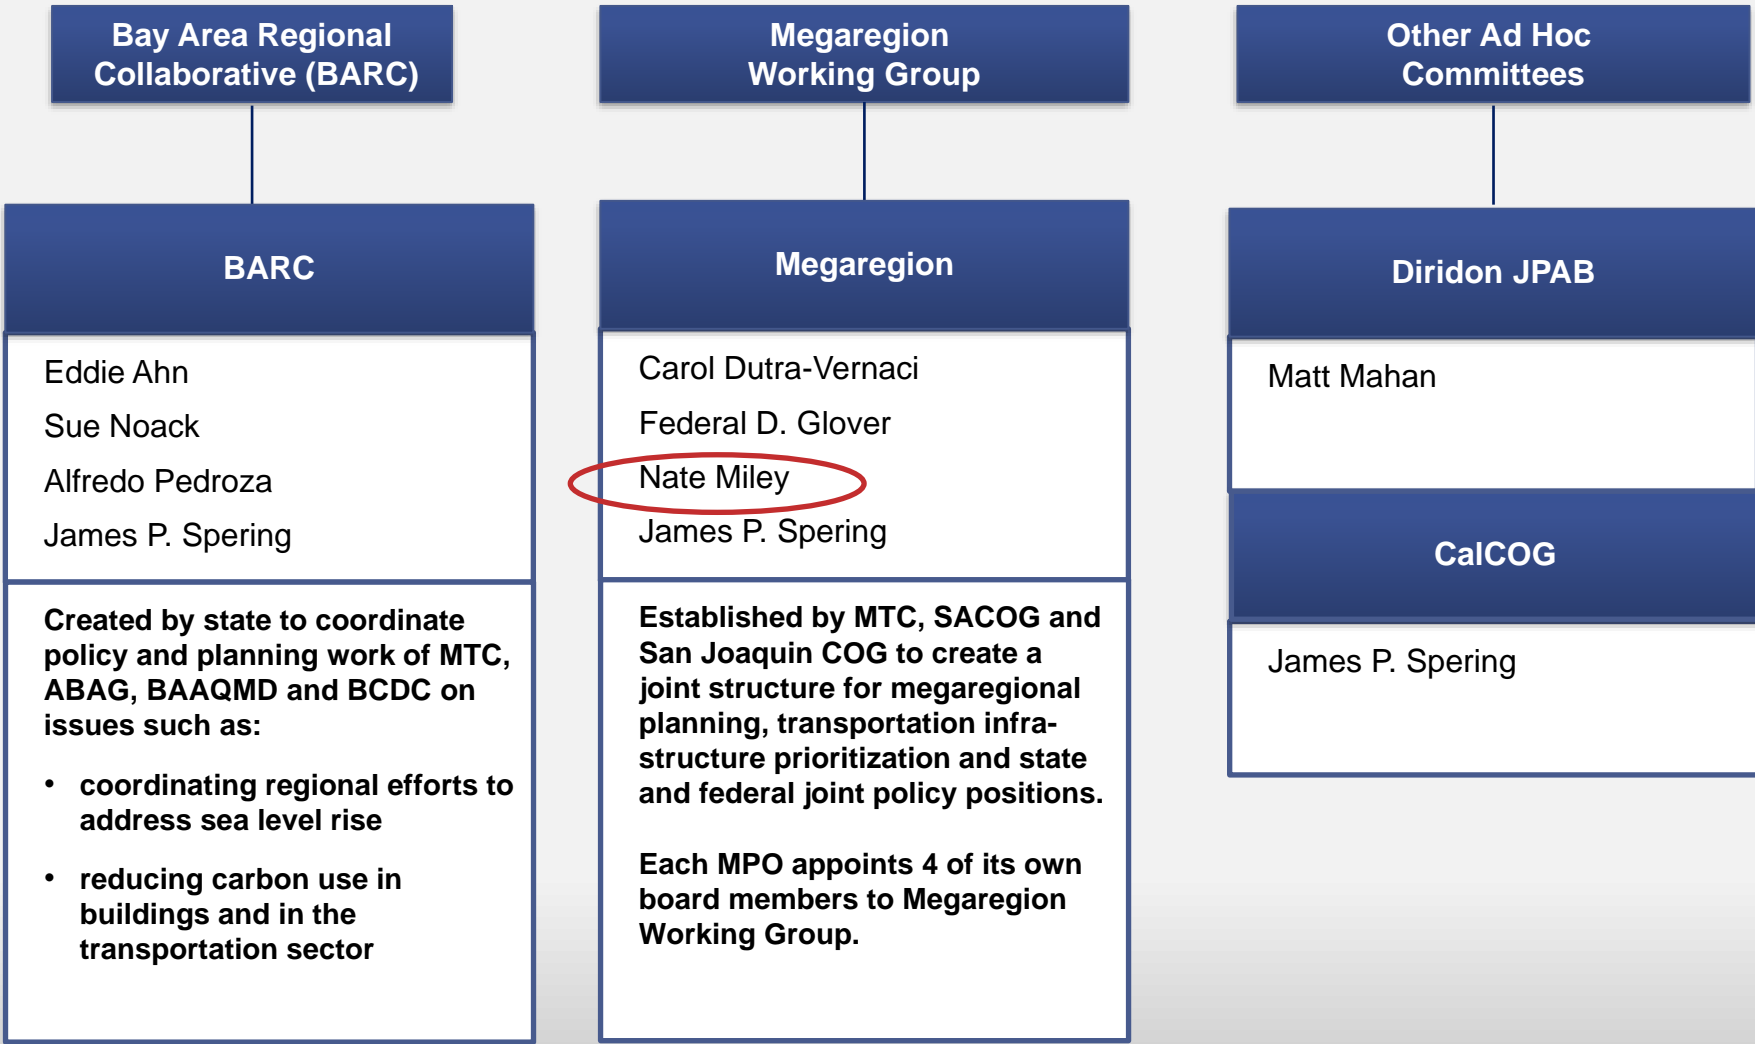 Bay Area Regional
Collaborative (BARC)
BARC
Eddie Ahn
Sue Noack
Alfredo Pedroza
James P. Spering
Created by state to coordinate
policy and planning work of MTC,
ABAG, BAAQMD and BCDC on
issues such as:
• coordinating regional efforts to
address sea level rise
• reducing carbon use in
buildings and in the
transportation sector
Megaregion
Working Group
Megaregion
Carol Dutra-Vernaci
Federal D. Glover
Nate Miley
James P. Spering
Established by MTC, SACOG and
San Joaquin COG to create a
joint structure for megaregional
planning, transportation infra-
structure prioritization and state
and federal joint policy positions.
Each MPO appoints 4 of its own
board members to Megaregion
Working Group.
Other Ad Hoc
Committees
Diridon JPAB
Matt Mahan
CalCOG
James P. Spering